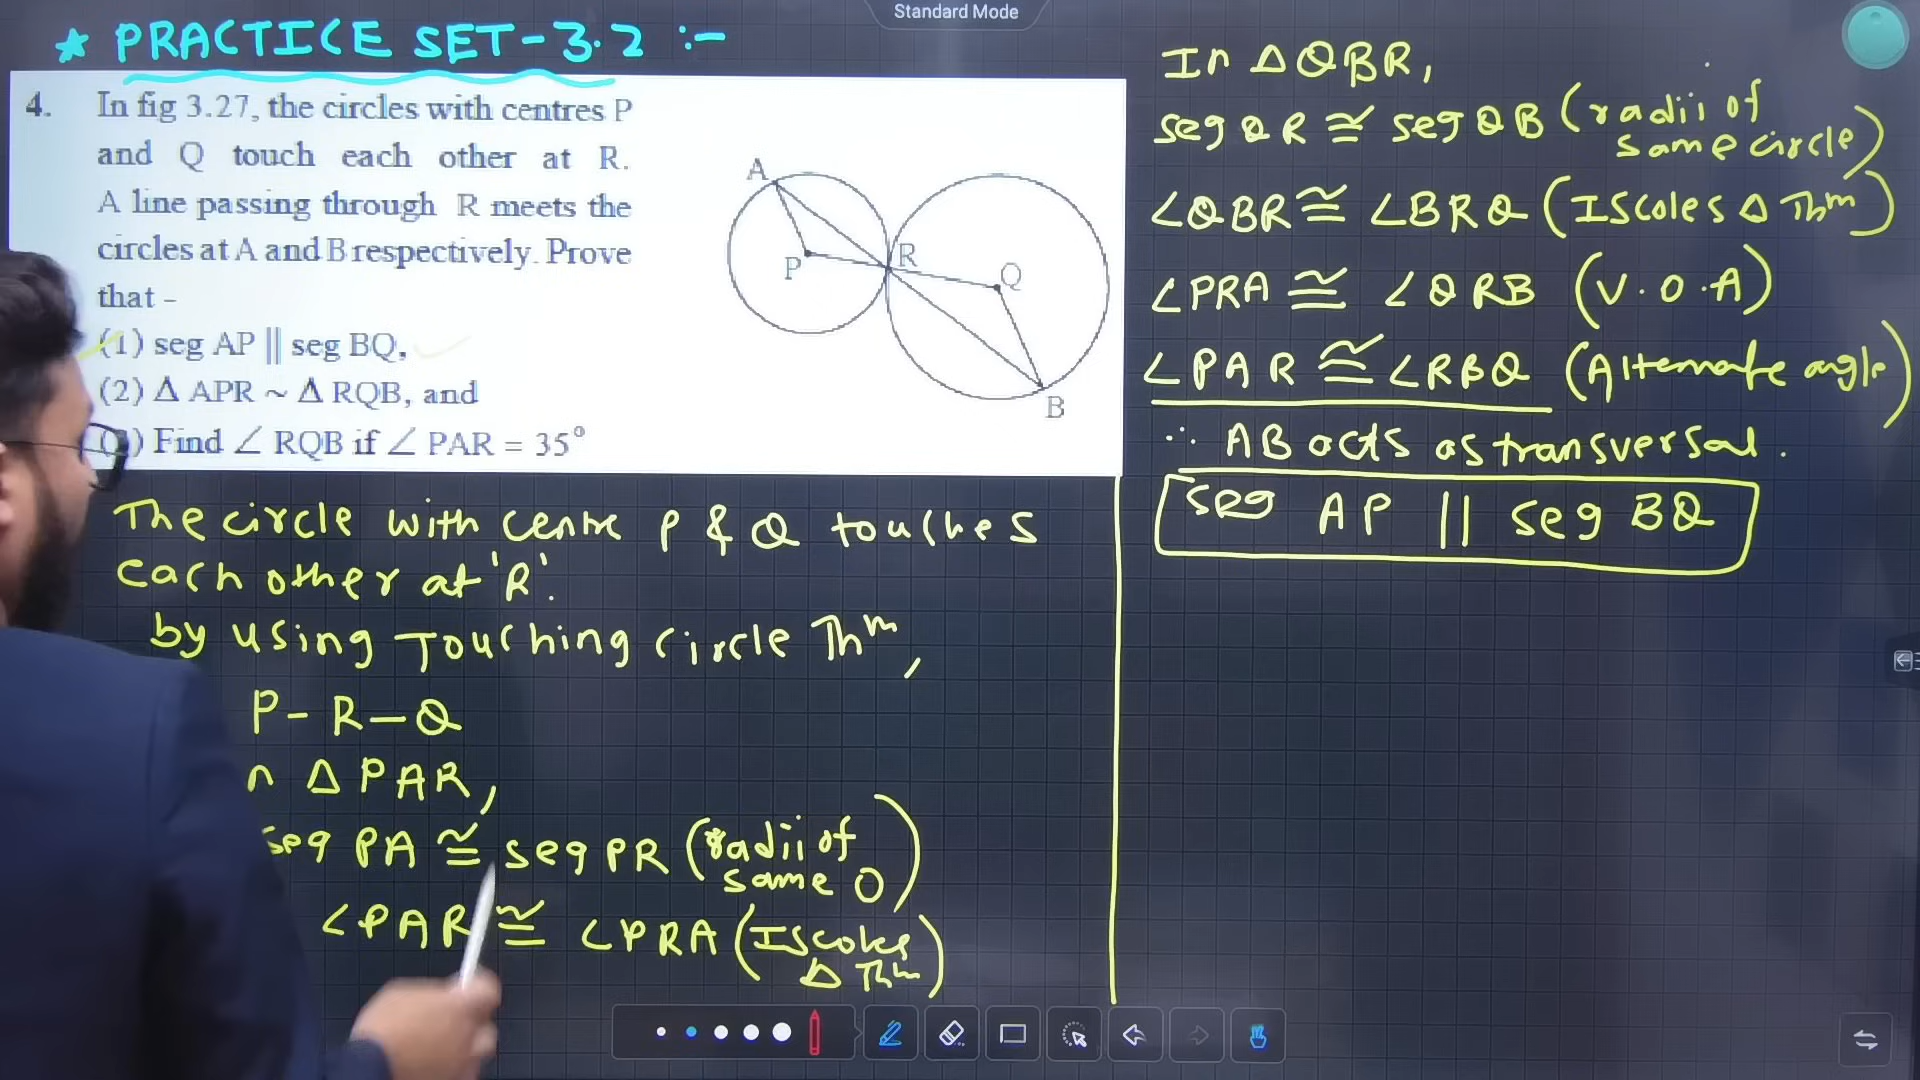 Standard Mode
* PRACTICE SET-3.2 :-
4. In fig 3.27, the circles with centres P
and Q touch each other at R.
A line passing through R meets the
circles at A and B respectively. Prove
that -
(1) seg AP || seg BQ,
(2) Δ APR ~ Δ RQB, and
) Find ∠ RQB if ∠ PAR = 35°
A
P
R
Q
B
The circle with centre P & Q touches
each other at 'R'.
by using Touching circle Thm,
P - R - Q
n Δ PAR,
seg PA ≅ seg PR (radii of
same O)
∠PAR ≅ ∠PRA (Iscoles
Δ Thm)
In Δ QBR,
seg QR ≅ seg QB (radii of
same circle)
∠QBR ≅ ∠BRQ (Iscoles Δ Thm)
∠PRA ≅ ∠QRB (V.O.A)
∠PAR ≅ ∠RBQ (Alternate angle)
∴ AB acts as transversal.
seg AP || seg BQ